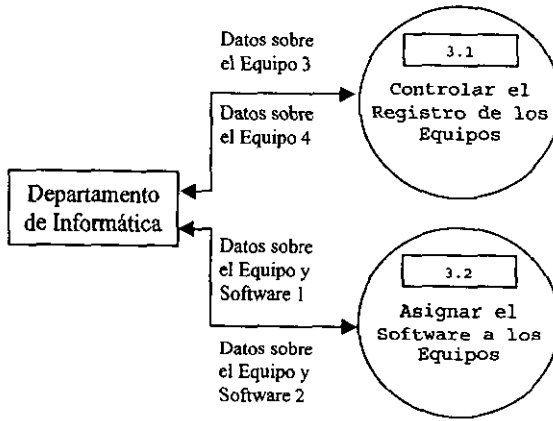 Datos sobre
el Equipo 3
3.1
Controlar el
Registro de los
Equipos
Datos sobre
el Equipo 4
Departamento
de Informática
Datos sobre
el Equipo y
Software 1
3.2
Asignar el
Software a los
Equipos
Datos sobre
el Equipo y
Software 2